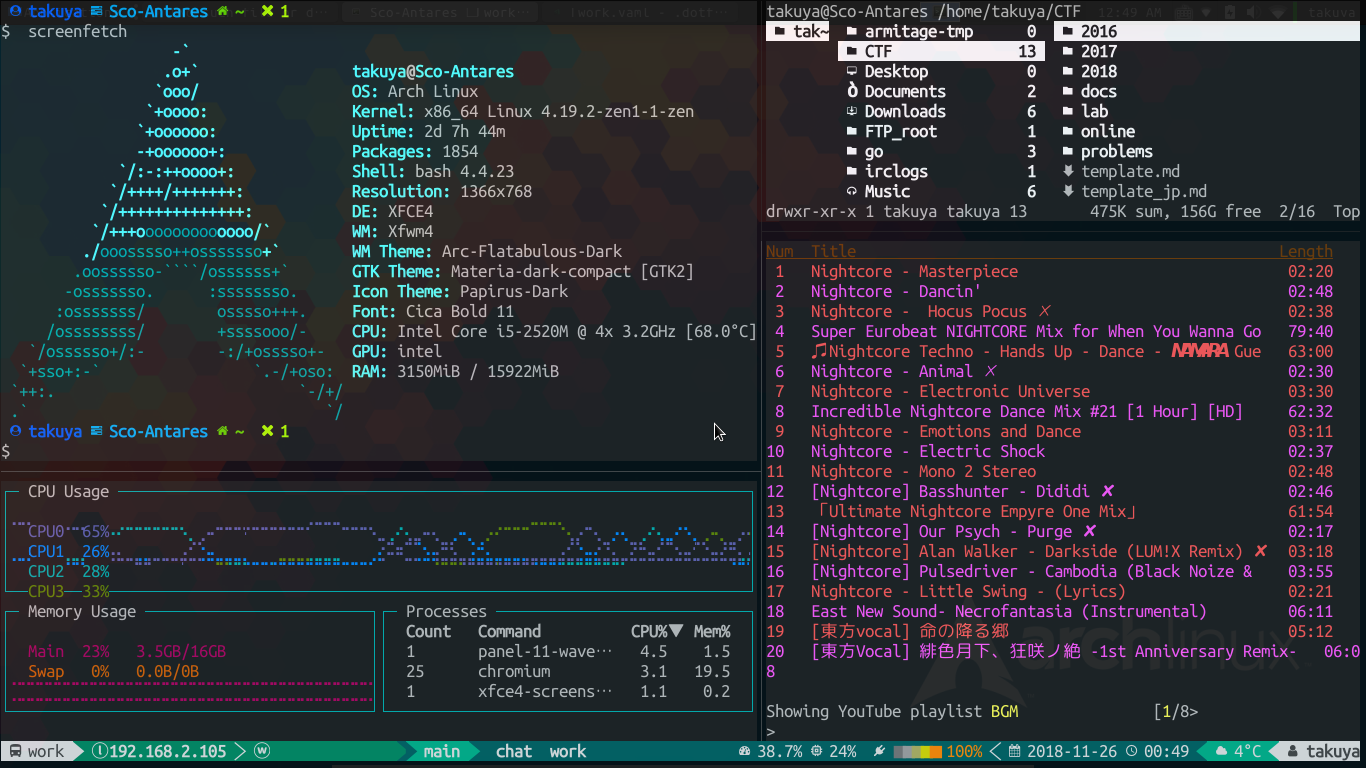 takuya Sco-Antares ~ ✖ 1
$ screenfetch
takuya@Sco-Antares
OS: Arch Linux
Kernel: x86_64 Linux 4.19.2-zen1-1-zen
Uptime: 2d 7h 44m
Packages: 1854
Shell: bash 4.4.23
Resolution: 1366x768
DE: XFCE4
WM: Xfwm4
WM Theme: Arc-Flatabulous-Dark
GTK Theme: Materia-dark-compact [GTK2]
Icon Theme: Papirus-Dark
Font: Cica Bold 11
CPU: Intel Core i5-2520M @ 4x 3.2GHz [68.0°C]
GPU: intel
RAM: 3150MiB / 15922MiB
takuya Sco-Antares ~ ✖ 1
$
CPU Usage
CPU0 65%
CPU1 26%
CPU2 28%
CPU3 33%
Memory Usage
Main 23% 3.5GB/16GB
Swap 0% 0.0B/0.0B
Processes
Count Command CPU%▼ Mem%
1 panel-11-wave… 4.5 1.5
25 chromium 3.1 19.5
1 xfce4-screens… 1.1 0.2
takuya@Sco-Antares /home/takuya/CTF
tak~ armitage-tmp 0 2016
CTF 13 2017
Desktop 0 2018
Documents 2 docs
Downloads 6 lab
FTP_root 1 online
go 3 problems
irclogs 1 template.md
Music 6 template_jp.md
drwxr-xr-x 1 takuya takuya 13 475K sum, 156G free 2/16 Top
Num Title Length
1 Nightcore - Masterpiece 02:20
2 Nightcore - Dancin' 02:48
3 Nightcore - Hocus Pocus ✗ 02:38
4 Super Eurobeat NIGHTCORE Mix for When You Wanna Go 79:40
5 🎵Nightcore Techno - Hands Up - Dance - Gue 63:00
6 Nightcore - Animal ✗ 02:30
7 Nightcore - Electronic Universe 03:30
8 Incredible Nightcore Dance Mix #21 [1 Hour] [HD] 62:32
9 Nightcore - Emotions and Dance 03:11
10 Nightcore - Electric Shock 02:37
11 Nightcore - Mono 2 Stereo 02:48
12 [Nightcore] Basshunter - Dididi ✘ 02:46
13 「Ultimate Nightcore Empyre One Mix」 61:54
14 [Nightcore] Our Psych - Purge ✘ 02:17
15 [Nightcore] Alan Walker - Darkside (LUM!X Remix) ✘ 03:18
16 [Nightcore] Pulsedriver - Cambodia (Black Noize & 03:55
17 Nightcore - Little Swing - (Lyrics) 02:21
18 East New Sound- Necrofantasia (Instrumental) 06:11
19 [東方vocal] 命の降る郷 05:12
20 [東方Vocal] 緋色月下、狂咲ノ絶 -1st Anniversary Remix- 06:0
8
archlinux
Showing YouTube playlist BGM [1/8>
>
work 192.168.2.105 main chat work 38.7% 24% 100% 2018-11-26 00:49 4°C takuya